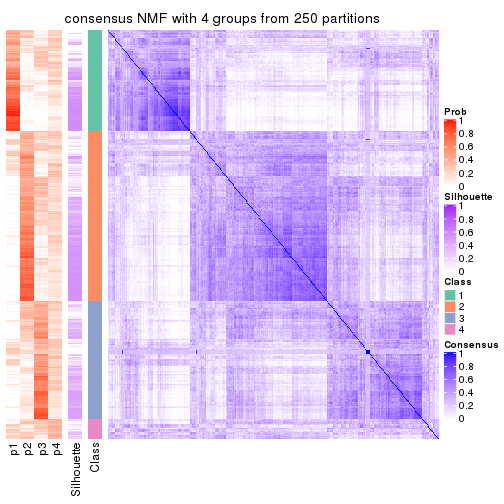 consensus NMF with 4 groups from 250 partitions
Prob
1
0.8
0.6
0.4
0.2
0
Silhouette
1
0.8
0.6
0.4
0.2
0
Class
1
2
3
4
Consensus
1
0.8
0.6
0.4
0.2
0
p1
p2
p3
p4
Silhouette
Class